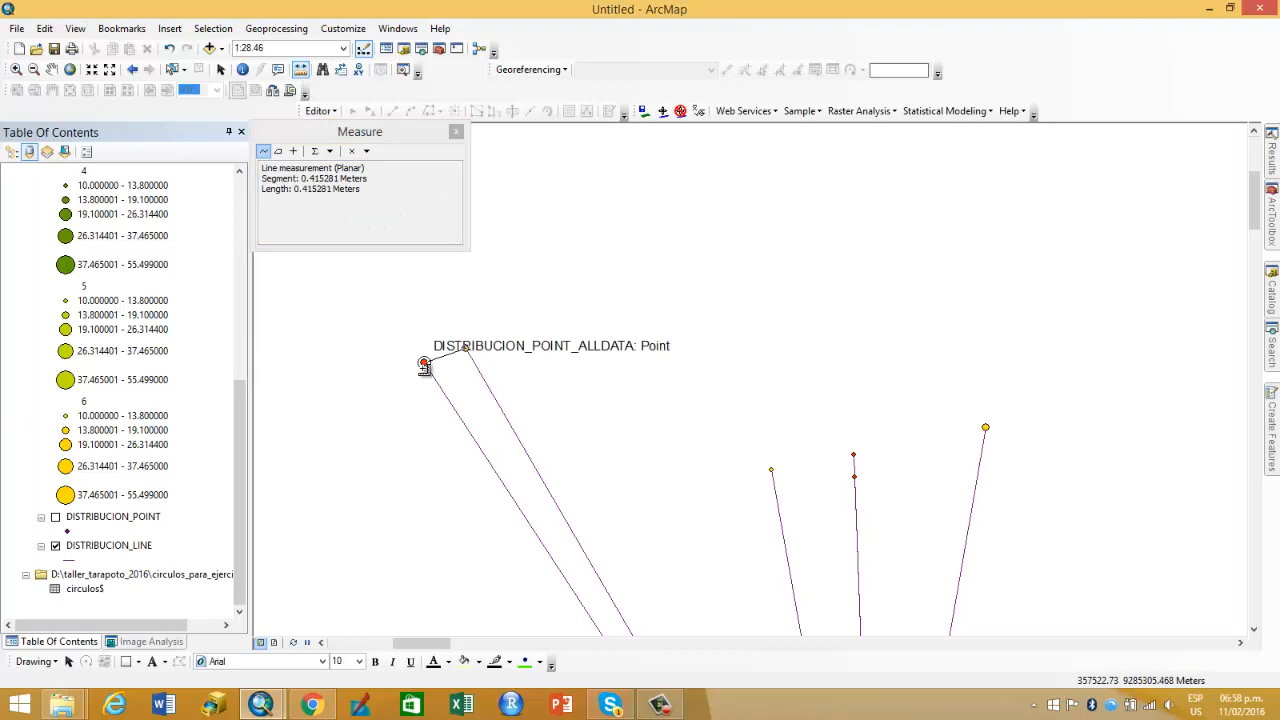 Untitled - ArcMap
File Edit View Bookmarks Insert Selection Geoprocessing Customize Windows Help
1:28.46
Georeferencing
Editor
Web Services Sample Raster Analysis Statistical Modeling Help
Table Of Contents
4
10.000000 - 13.800000
13.800001 - 19.100000
19.100001 - 26.314400
26.314401 - 37.465000
37.465001 - 55.499000
5
10.000000 - 13.800000
13.800001 - 19.100000
19.100001 - 26.314400
26.314401 - 37.465000
37.465001 - 55.499000
6
10.000000 - 13.800000
13.800001 - 19.100000
19.100001 - 26.314400
26.314401 - 37.465000
37.465001 - 55.499000
DISTRIBUCION_POINT
DISTRIBUCION_LINE
D:\taller_tarapoto_2016\circulos_para_ejerci
circulos$
Table Of Contents Image Analysis
Measure
Line measurement (Planar)
Segment: 0.415281 Meters
Length: 0.415281 Meters
DISTRIBUCION_POINT_ALLDATA: Point
Results
ArcToolbox
Catalog
Search
Create Features
Drawing
Arial
10
B I U A
357522.73 9285305.468 Meters
ESP
US
06:58 p.m.
11/02/2016